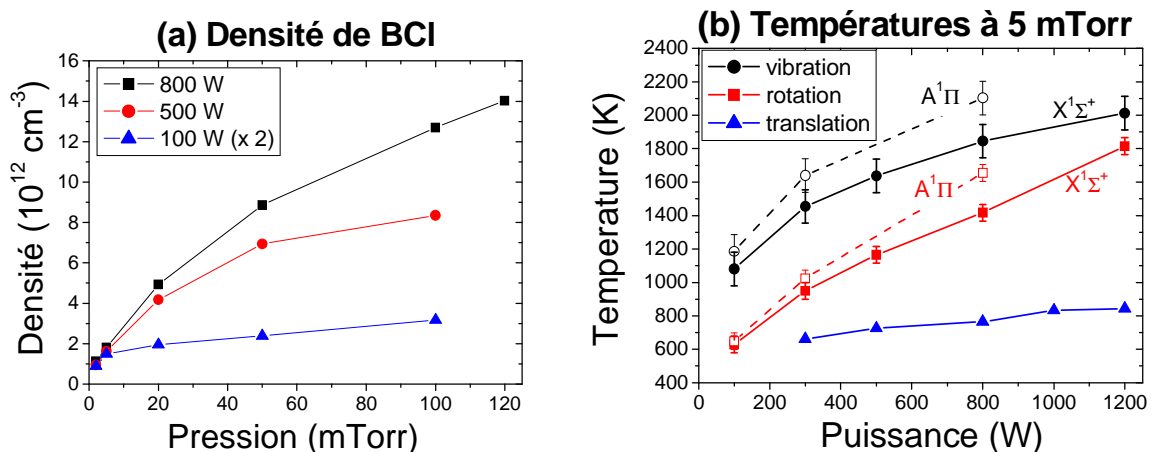 (a) Densité de BCl
Densité (10¹² cm⁻³)
16
14
12
10
8
6
4
2
0
800 W
500 W
100 W (x 2)
0 20 40 60 80 100 120
Pression (mTorr)
(b) Températures à 5 mTorr
Temperature (K)
2400
2200
2000
1800
1600
1400
1200
1000
800
600
400
vibration
rotation
translation
A¹Π
X¹Σ⁺
A¹Π
X¹Σ⁺
0 200 400 600 800 1000 1200
Puissance (W)